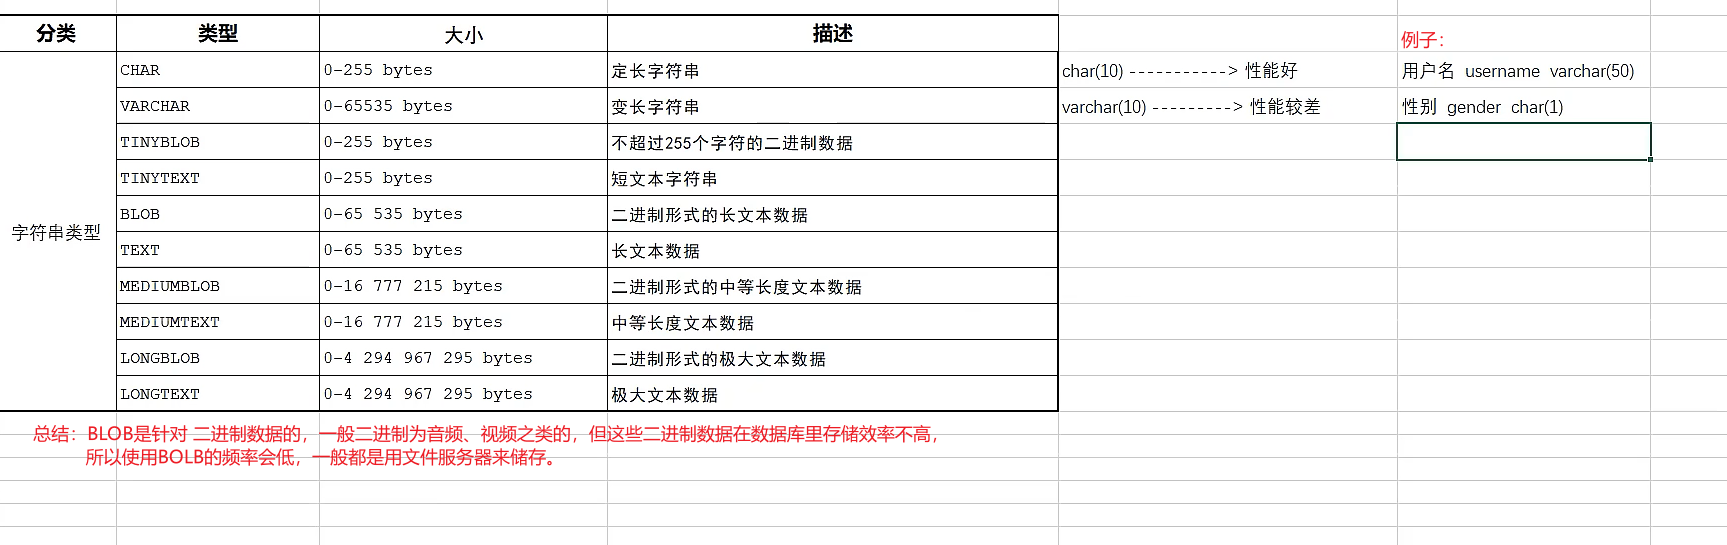 分类 类型 大小 描述
例子：
CHAR 0-255 bytes 定长字符串 char(10) -----------> 性能好 用户名 username varchar(50)
VARCHAR 0-65535 bytes 变长字符串 varchar(10) ---------> 性能较差 性别 gender char(1)
TINYBLOB 0-255 bytes 不超过255个字符的二进制数据
TINYTEXT 0-255 bytes 短文本字符串
BLOB 0-65 535 bytes 二进制形式的长文本数据
字符串类型
TEXT 0-65 535 bytes 长文本数据
MEDIUMBLOB 0-16 777 215 bytes 二进制形式的中等长度文本数据
MEDIUMTEXT 0-16 777 215 bytes 中等长度文本数据
LONGBLOB 0-4 294 967 295 bytes 二进制形式的极大文本数据
LONGTEXT 0-4 294 967 295 bytes 极大文本数据
总结：BLOB是针对 二进制数据的，一般二进制为音频、视频之类的，但这些二进制数据在数据库里存储效率不高，
所以使用BOLB的频率会低，一般都是用文件服务器来储存。